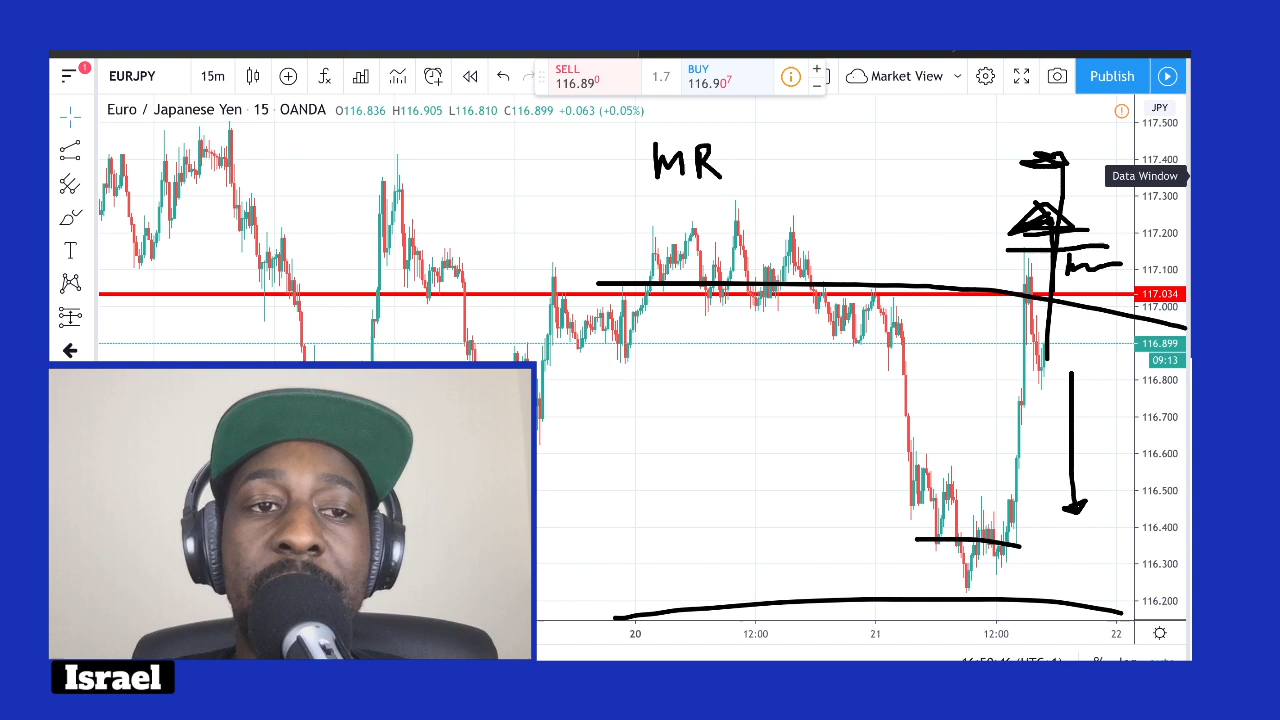 1
EURJPY
15m
SELL
116.890
1.7
BUY
116.907
+
−
Market View
Publish
Euro / Japanese Yen · 15 · OANDA O116.836 H116.905 L116.810 C116.899 +0.063 (+0.05%)
JPY
MR
Data Window
117.500
117.400
117.300
117.200
117.100
117.034
117.000
116.899
09:13
116.800
116.700
116.600
116.500
116.400
116.300
116.200
20 12:00 21 12:00 22
Israel